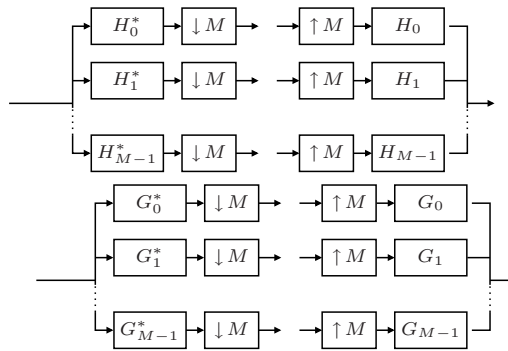 H_0^* ↓ M ↑ M H_0
H_1^* ↓ M ↑ M H_1
H_{M-1}^* ↓ M ↑ M H_{M-1}
G_0^* ↓ M ↑ M G_0
G_1^* ↓ M ↑ M G_1
G_{M-1}^* ↓ M ↑ M G_{M-1}